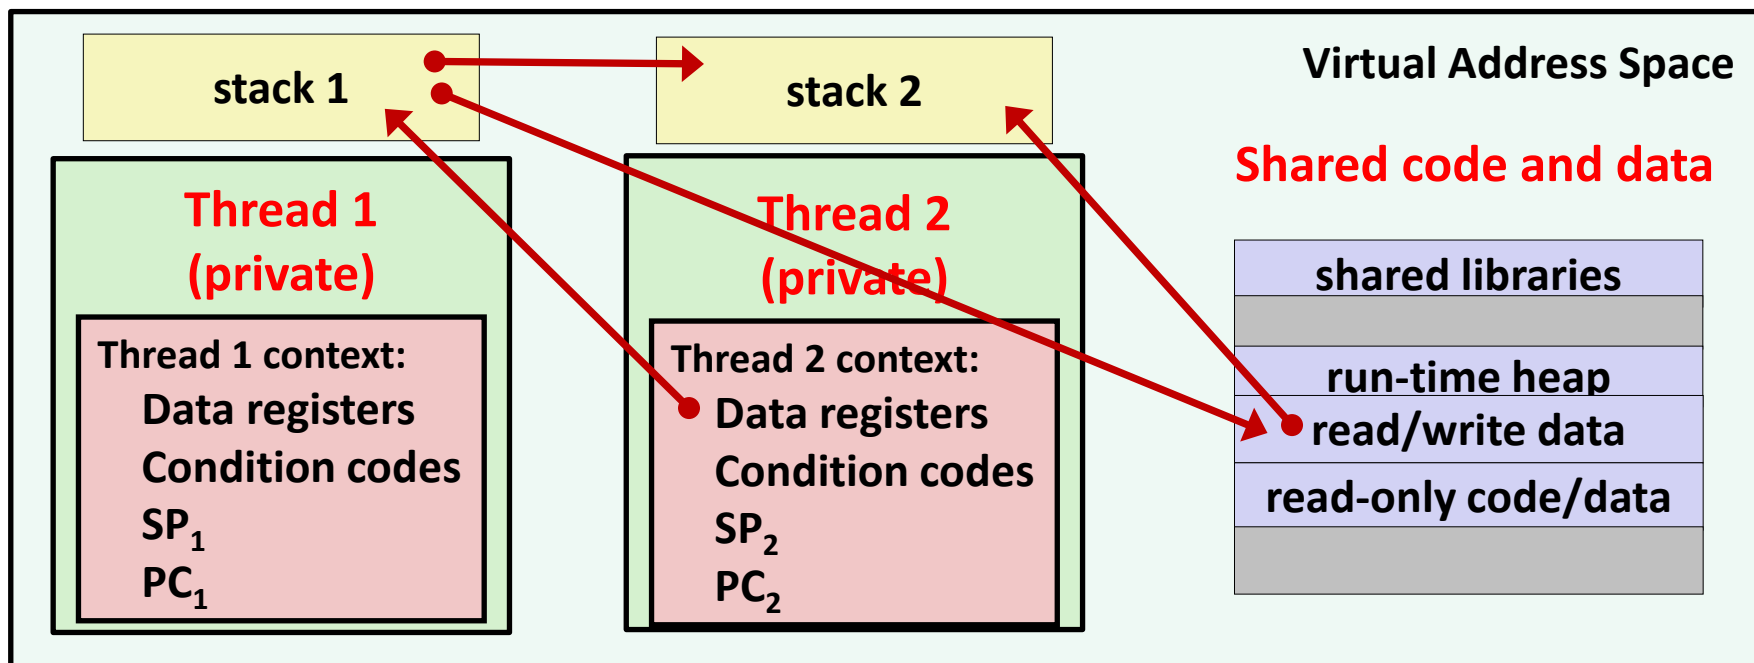 stack 1
stack 2
Virtual Address Space
Shared code and data
Thread 1
(private)
Thread 1 context:
Data registers
Condition codes
SP1
PC1
Thread 2
(private)
Thread 2 context:
Data registers
Condition codes
SP2
PC2
shared libraries
run-time heap
read/write data
read-only code/data